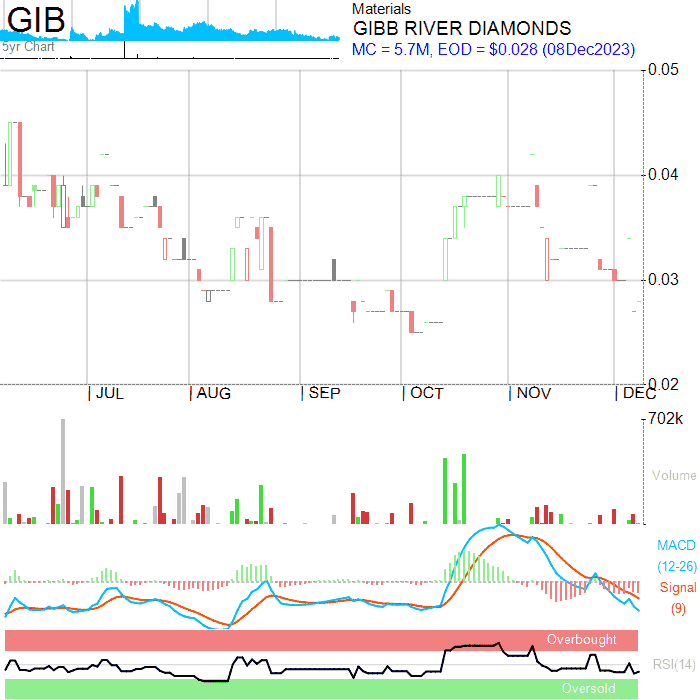 GIB
5yr Chart
Materials
GIBB RIVER DIAMONDS
MC = 5.7M, EOD = $0.028 (08Dec2023)
0.05
0.04
0.03
0.02
JUL AUG SEP OCT NOV DEC
702k
Volume
MACD
(12-26)
Signal
(9)
Overbought
RSI(14)
Oversold